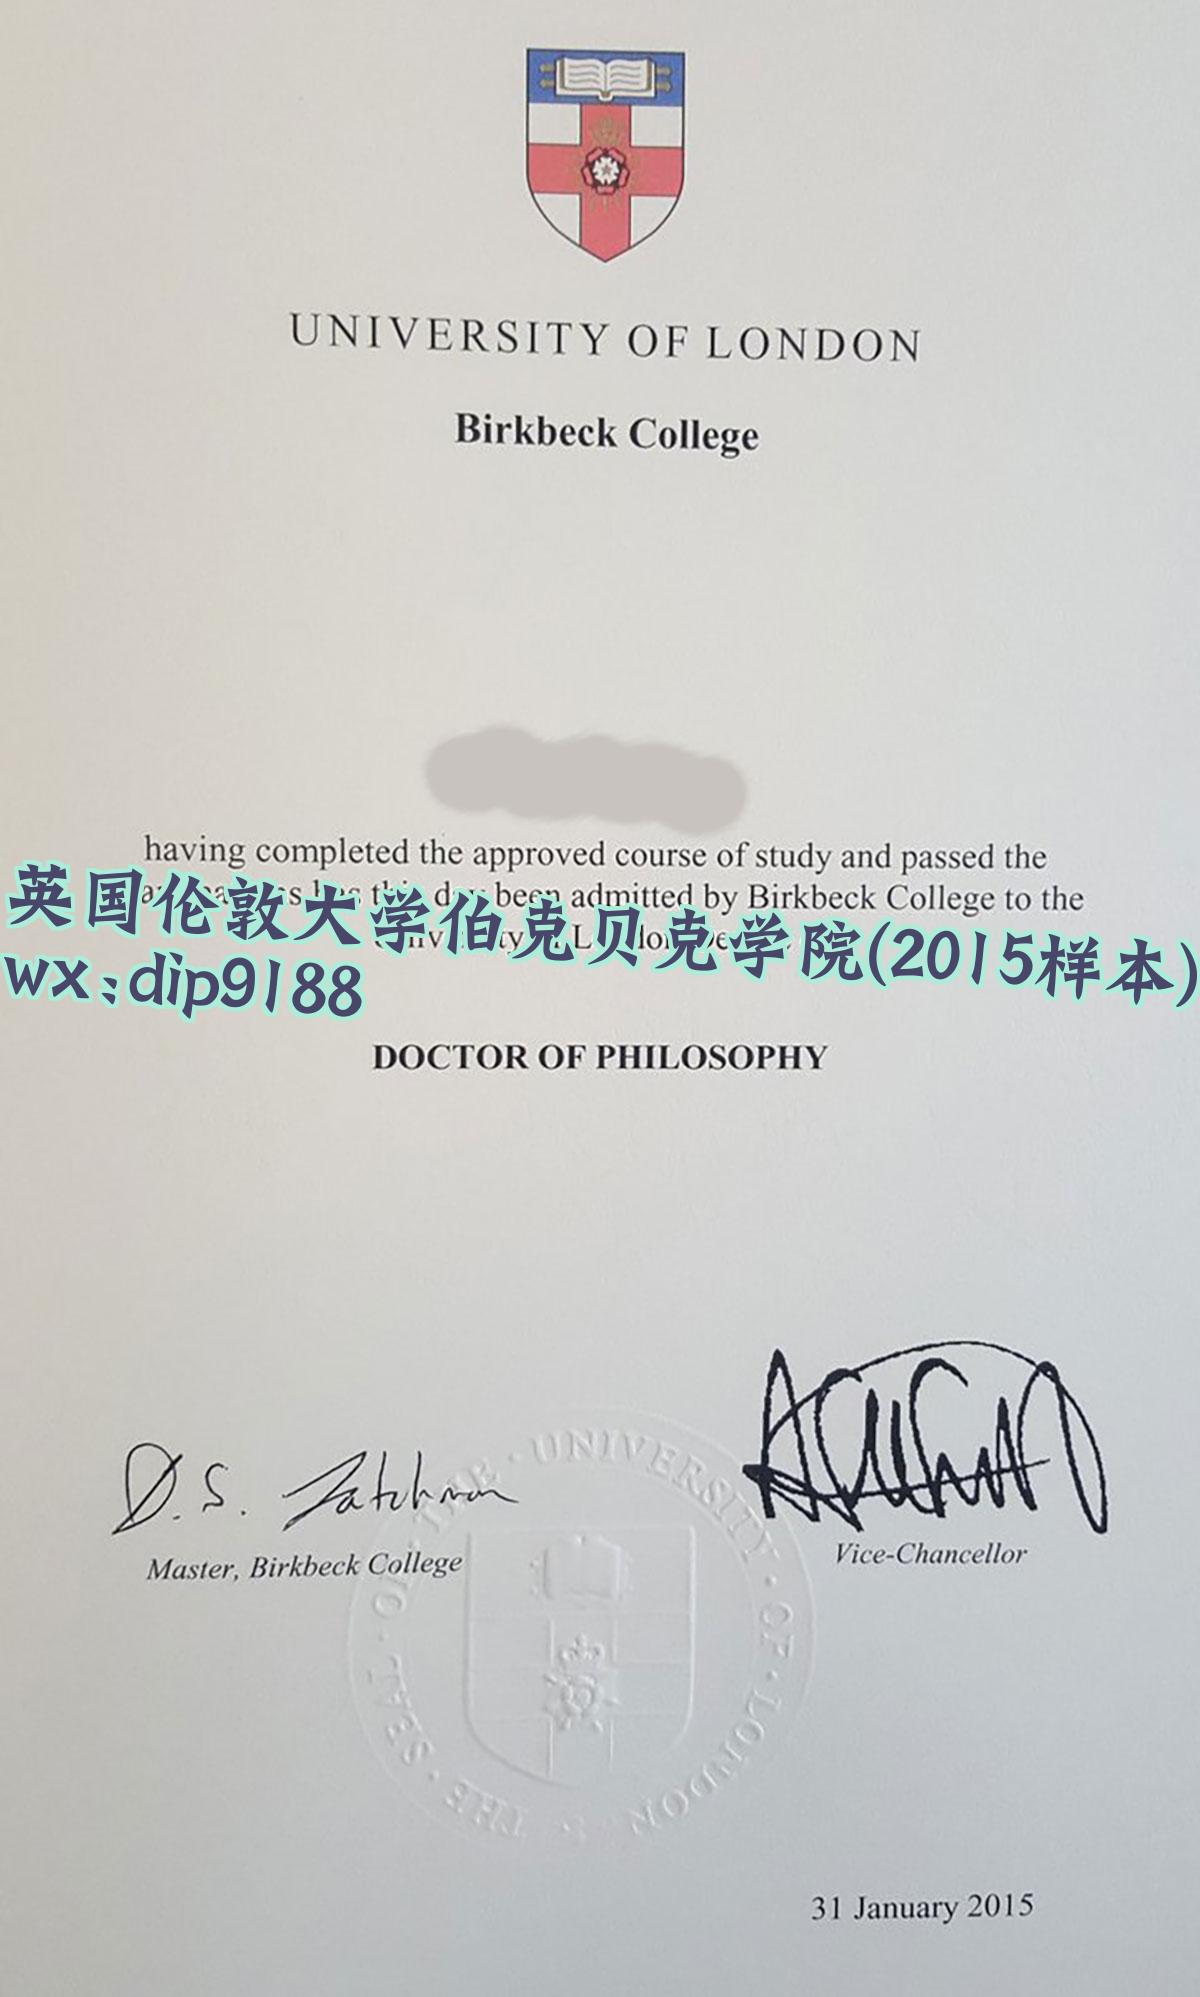 UNIVERSITY OF LONDON
Birkbeck College
having completed the approved course of study and passed the
this day been admitted by Birkbeck College to the
英国伦敦大学伯克贝克学院(2015样本)
wx:dip9188
DOCTOR OF PHILOSOPHY
D.S. Latchman
Master, Birkbeck College
Vice-Chancellor
THE · SEAL · OF · THE · UNIVERSITY · OF · LONDON
31 January 2015